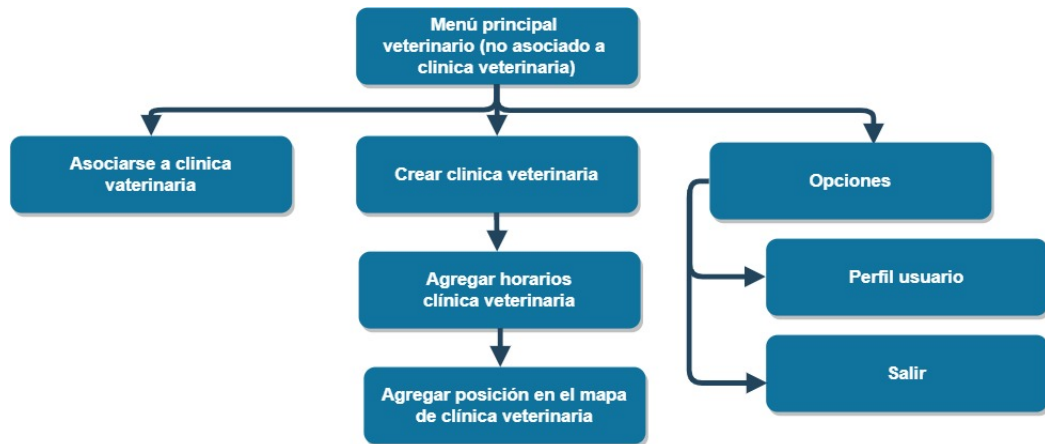 Menú principal
veterinario (no asociado a
clinica veterinaria)
Asociarse a clinica
vaterinaria
Crear clinica veterinaria
Opciones
Agregar horarios
clínica veterinaria
Perfil usuario
Agregar posición en el mapa
de clínica veterinaria
Salir